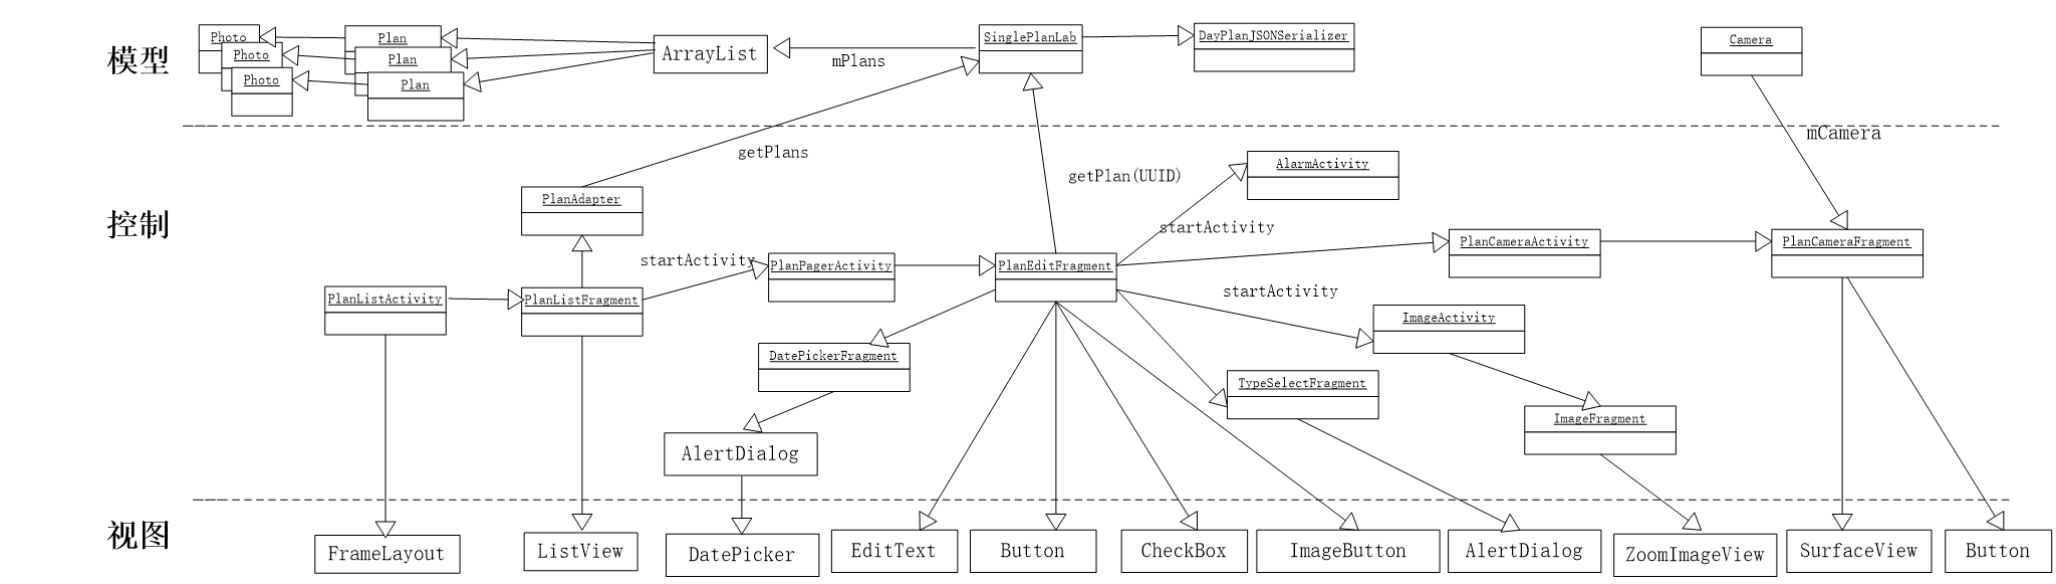 模型
Photo
Photo
Photo
Plan
Plan
Plan
ArrayList
mPlans
SinglePlanLab
DayPlanJSONSerializer
Camera
mCamera
getPlans
getPlan(UUID)
AlarmActivity
控制
PlanAdapter
startActivity
startActivity
PlanListActivity
PlanListFragment
PlanPagerActivity
PlanEditFragment
PlanCameraActivity
PlanCameraFragment
startActivity
ImageActivity
DatePickerFragment
TypeSelectFragment
ImageFragment
AlertDialog
视图
FrameLayout
ListView
DatePicker
EditText
Button
CheckBox
ImageButton
AlertDialog
ZoomImageView
SurfaceView
Button